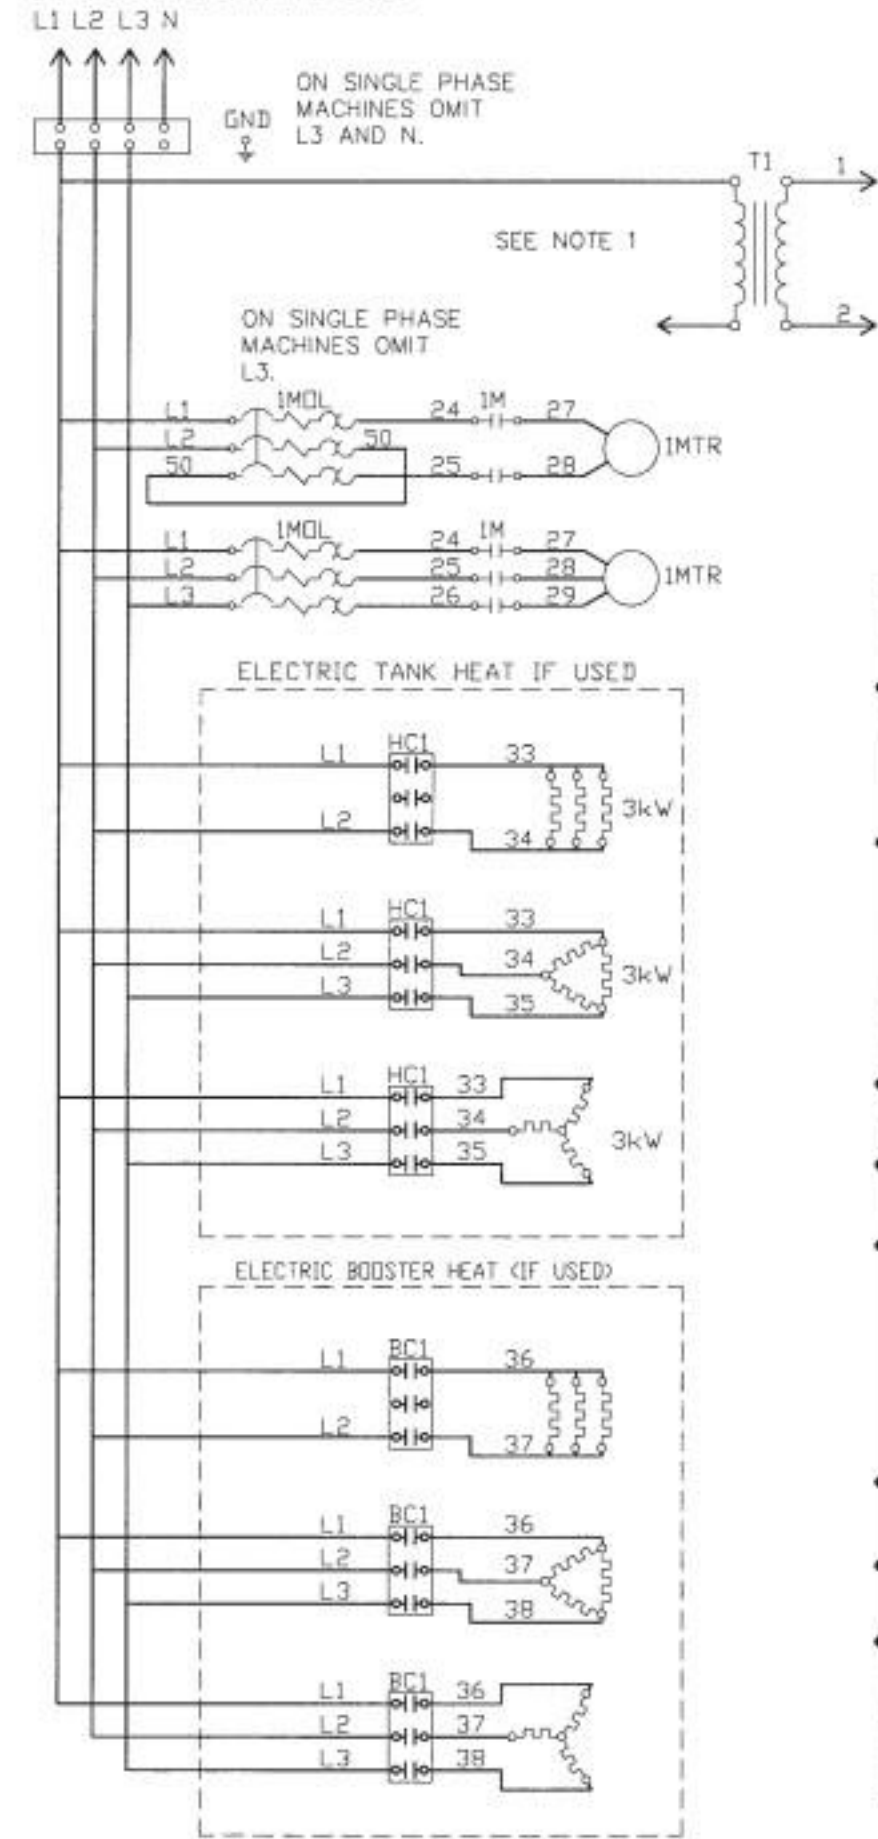 L1 L2 L3 N
ON SINGLE PHASE
MACHINES OMIT
L3 AND N.
GND
T1
1
SEE NOTE 1
2
ON SINGLE PHASE
MACHINES OMIT
L3.
L1 1MOL 24 1M 27
L2 50 1MTR
50 25 28
L1 1MOL 24 1M 27
L2 25 28 1MTR
L3 26 29
ELECTRIC TANK HEAT IF USED
L1 HC1 33
3kW
L2 34
L1 HC1 33
L2 34 3kW
L3 35
L1 HC1 33
L2 34 3kW
L3 35
ELECTRIC BOOSTER HEAT (IF USED)
L1 BC1 36
L2 37
L1 BC1 36
L2 37
L3 38
L1 BC1 36
L2 37
L3 38